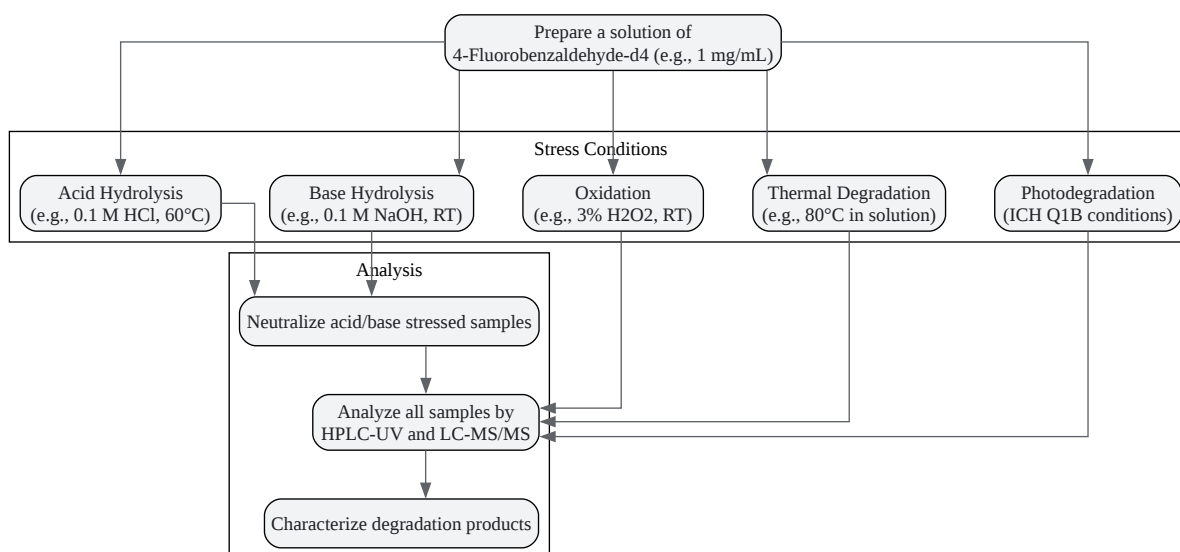 Prepare a solution of
4-Fluorobenzaldehyde-d4 (e.g., 1 mg/mL)
Stress Conditions
Acid Hydrolysis
(e.g., 0.1 M HCl, 60°C)
Base Hydrolysis
(e.g., 0.1 M NaOH, RT)
Oxidation
(e.g., 3% H2O2, RT)
Thermal Degradation
(e.g., 80°C in solution)
Photodegradation
(ICH Q1B conditions)
Analysis
Neutralize acid/base stressed samples
Analyze all samples by
HPLC-UV and LC-MS/MS
Characterize degradation products